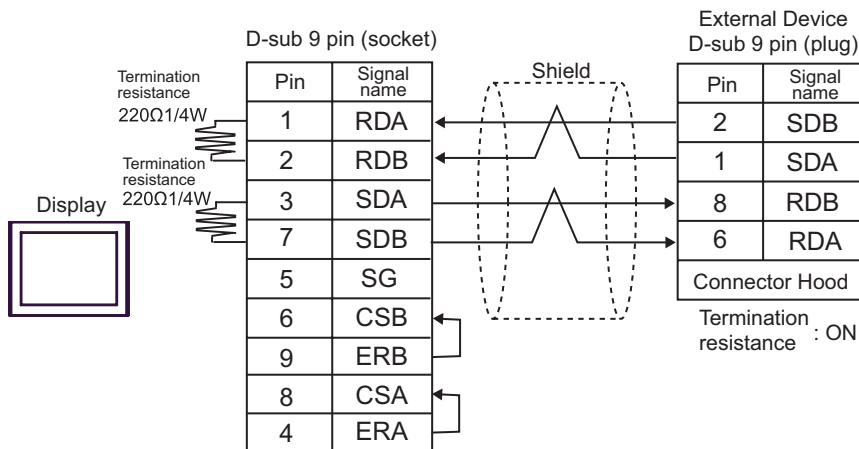 External Device
D-sub 9 pin (socket)
D-sub 9 pin (plug)
Termination
resistance
220Ω1/4W
Termination
resistance
220Ω1/4W
Display
Pin Signal name
1 RDA
2 RDB
3 SDA
7 SDB
5 SG
6 CSB
9 ERB
8 CSA
4 ERA
Shield
Pin Signal name
2 SDB
1 SDA
8 RDB
6 RDA
Connector Hood
Termination
resistance : ON